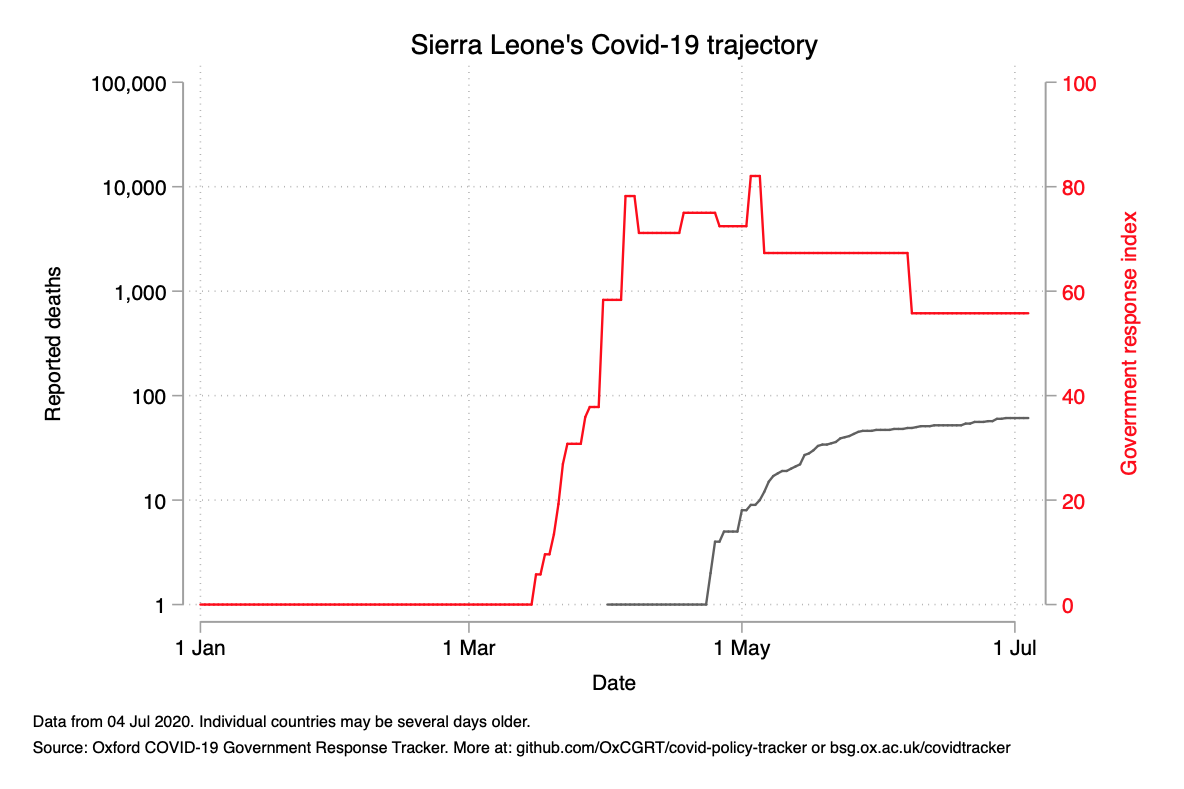 Sierra Leone's Covid-19 trajectory
100,000
10,000
1,000
100
10
1
Reported deaths
100
80
60
40
20
0
Government response index
1 Jan
1 Mar
1 May
1 Jul
Date
Data from 04 Jul 2020. Individual countries may be several days older.
Source: Oxford COVID-19 Government Response Tracker. More at: github.com/OxCGRT/covid-policy-tracker or bsg.ox.ac.uk/covidtracker